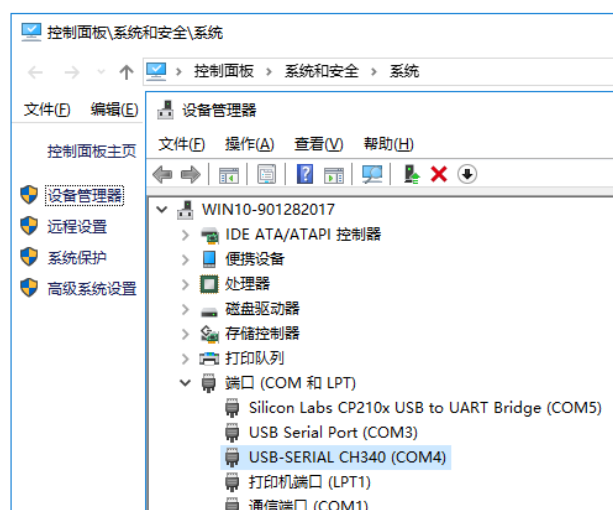 控制面板\系统和安全\系统
控制面板 > 系统和安全 > 系统
文件(F) 编辑(E)
设备管理器
文件(F) 操作(A) 查看(V) 帮助(H)
控制面板主页
设备管理器
远程设置
系统保护
高级系统设置
WIN10-901282017
IDE ATA/ATAPI 控制器
便携设备
处理器
磁盘驱动器
存储控制器
打印队列
端口 (COM 和 LPT)
Silicon Labs CP210x USB to UART Bridge (COM5)
USB Serial Port (COM3)
USB-SERIAL CH340 (COM4)
打印机端口 (LPT1)
通信端口 (COM1)